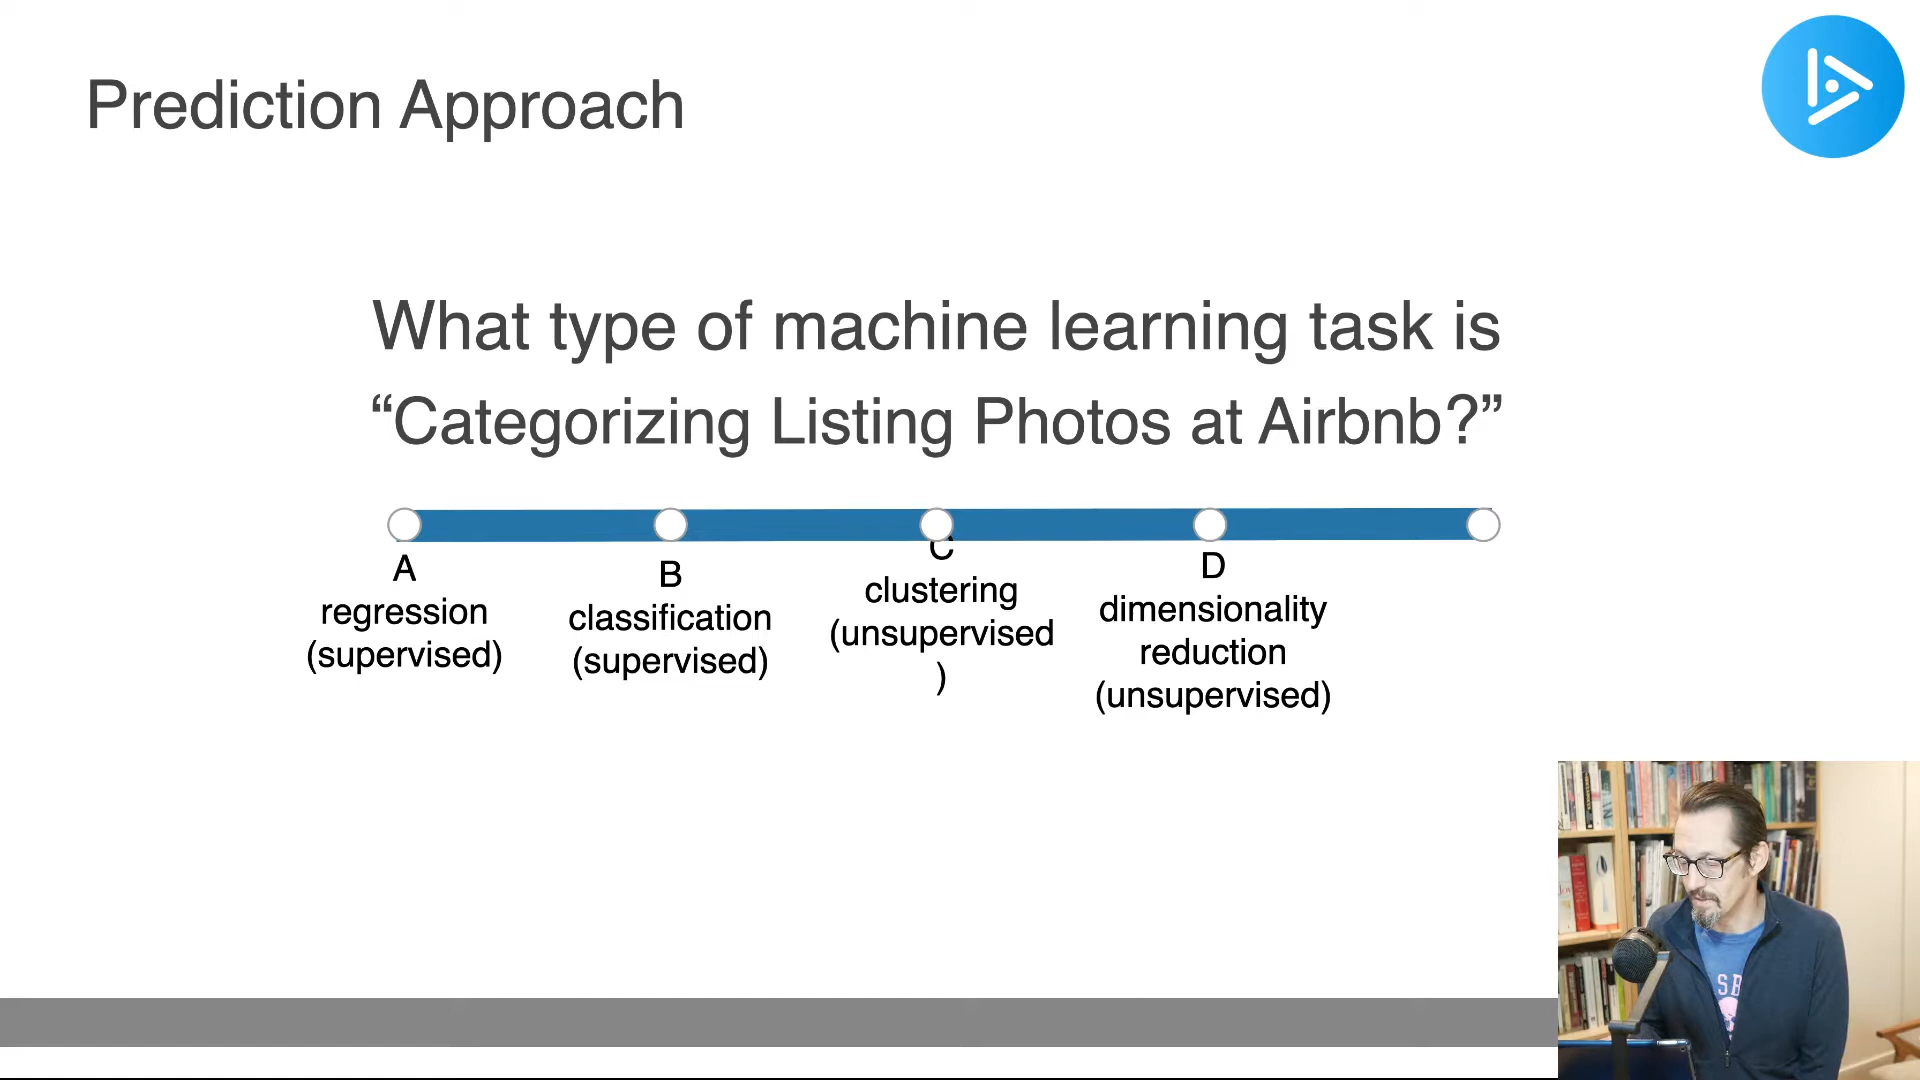 Prediction Approach
What type of machine learning task is
“Categorizing Listing Photos at Airbnb?”
A
regression
(supervised)
B
classification
(supervised)
C
clustering
(unsupervised
)
D
dimensionality
reduction
(unsupervised)